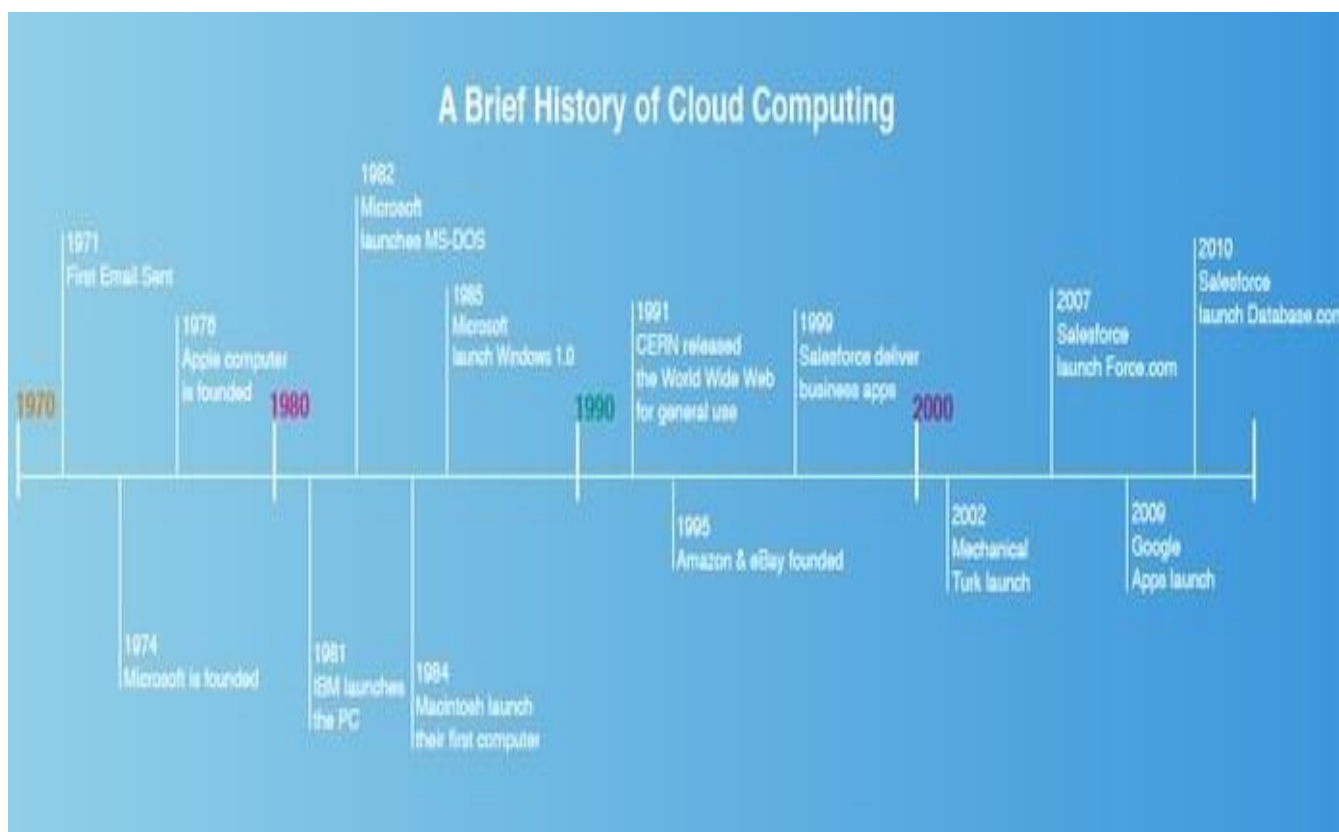 A Brief History of Cloud Computing
1982
Microsoft
launches MS-DOS
1971
First Email Sent
2010
Salesforce
launch Database.com
1985
Microsoft
launch Windows 1.0
1991
CERN released
the World Wide Web
for general use
1999
Salesforce deliver
business apps
2007
Salesforce
launch Force.com
1976
Apple computer
is founded
1970
1980
1990
2000
1995
Amazon & eBay founded
2002
Mechanical
Turk launch
2009
Google
Apps launch
1974
Microsoft is founded
1981
IBM launches
the PC
1984
Macintosh launch
their first computer